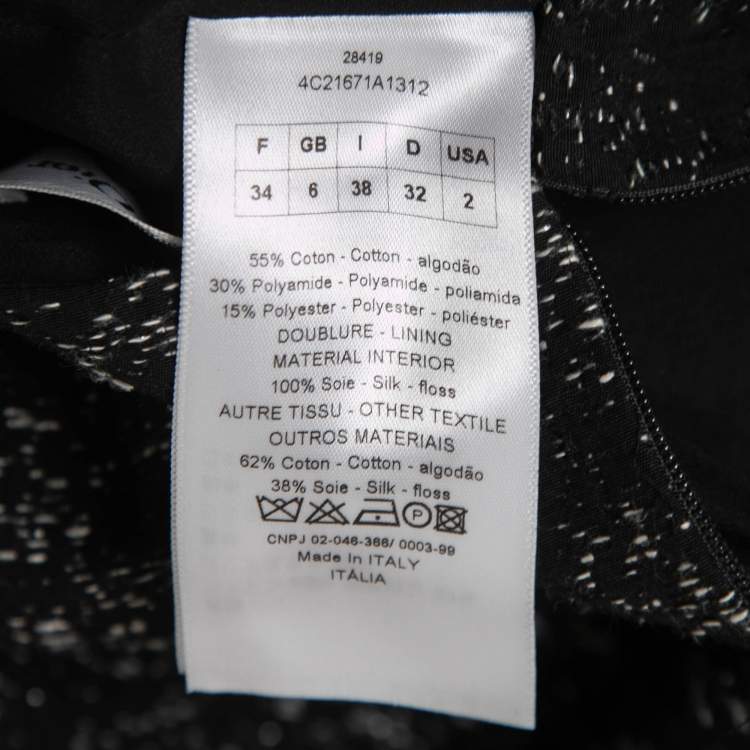 28419
4C21671A1312
F GB I D USA
34 6 38 32 2
55% Coton - Cotton - algodão
30% Polyamide - Polyamide - poliamida
15% Polyester - Polyester - poliéster
DOUBLURE - LINING
MATERIAL INTERIOR
100% Soie - Silk - floss
AUTRE TISSU - OTHER TEXTILE
OUTROS MATERIAIS
62% Coton - Cotton - algodão
38% Soie - Silk - floss
P
CNPJ 02-046-366/ 0003-99
Made In ITALY
ITÁLIA